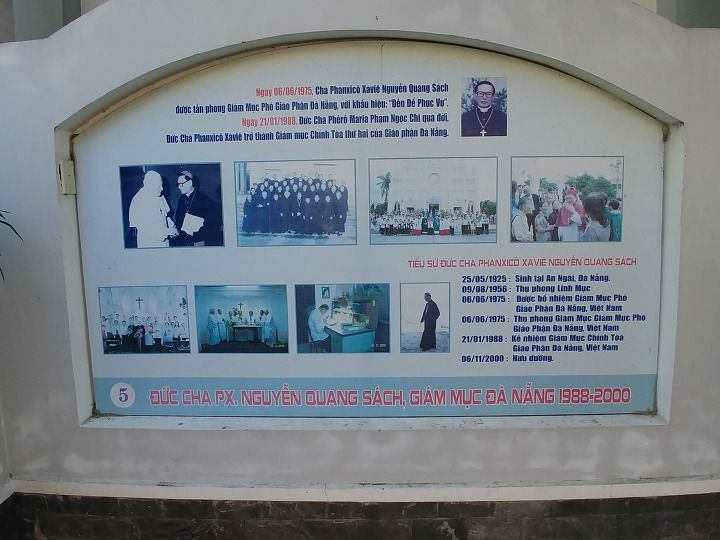 Ngày 06/06/1975, Cha Phanxicô Xaviê Nguyễn Quang Sách
được tấn phong Giám Mục Phó Giáo Phận Đà Nẵng, với khẩu hiệu: "Đến Để Phục Vụ".
Ngày 21/01/1988, Đức Cha Phêrô Maria Phạm Ngọc Chi qua đời,
Đức Cha Phanxicô Xaviê trở thành Giám mục Chính Tòa thứ hai của Giáo phận Đà Nẵng.
TIỂU SỬ ĐỨC CHA PHANXICÔ XAVIÊ NGUYỄN QUANG SÁCH
25/05/1925 : Sinh tại An Ngãi, Đà Nẵng.
09/08/1956 : Thụ phong Linh Mục
06/06/1975 : Được bổ nhiệm Giám Mục Phó
Giáo Phận Đà Nẵng, Việt Nam
06/06/1975 : Thụ phong Giám Mục Giám Mục Phó
Giáo Phận Đà Nẵng, Việt Nam
21/01/1988 : Kế nhiệm Giám Mục Chính Tòa
Giáo Phận Đà Nẵng, Việt Nam
06/11/2000 : Hưu dưỡng.
5 ĐỨC CHA PX. NGUYỄN QUANG SÁCH, GIÁM MỤC ĐÀ NẴNG 1988-2000